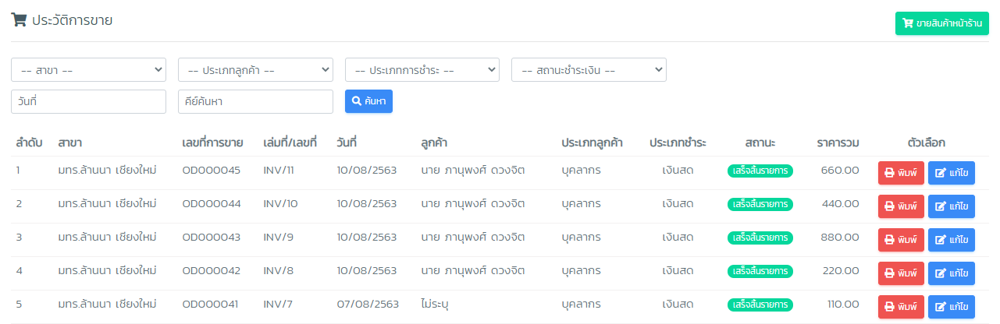 ประวัติการขาย
ขายสินค้าหน้าร้าน
-- สาขา -- -- ประเภทลูกค้า -- -- ประเภทการชำระ -- -- สถานะชำระเงิน --
วันที่ คีย์ค้นหา ค้นหา
ลำดับ สาขา เลขที่การขาย เล่มที่/เลขที่ วันที่ ลูกค้า ประเภทลูกค้า ประเภทชำระ สถานะ ราคารวม ตัวเลือก
1 มทร.ล้านนา เชียงใหม่ OD000045 INV/11 10/08/2563 นาย ภานุพงศ์ ดวงจิต บุคลากร เงินสด เสร็จสิ้นรายการ 660.00 พิมพ์ แก้ไข
2 มทร.ล้านนา เชียงใหม่ OD000044 INV/10 10/08/2563 นาย ภานุพงศ์ ดวงจิต บุคลากร เงินสด เสร็จสิ้นรายการ 440.00 พิมพ์ แก้ไข
3 มทร.ล้านนา เชียงใหม่ OD000043 INV/9 10/08/2563 นาย ภานุพงศ์ ดวงจิต บุคลากร เงินสด เสร็จสิ้นรายการ 880.00 พิมพ์ แก้ไข
4 มทร.ล้านนา เชียงใหม่ OD000042 INV/8 10/08/2563 นาย ภานุพงศ์ ดวงจิต บุคลากร เงินสด เสร็จสิ้นรายการ 220.00 พิมพ์ แก้ไข
5 มทร.ล้านนา เชียงใหม่ OD000041 INV/7 07/08/2563 ไม่ระบุ บุคลากร เงินสด เสร็จสิ้นรายการ 110.00 พิมพ์ แก้ไข